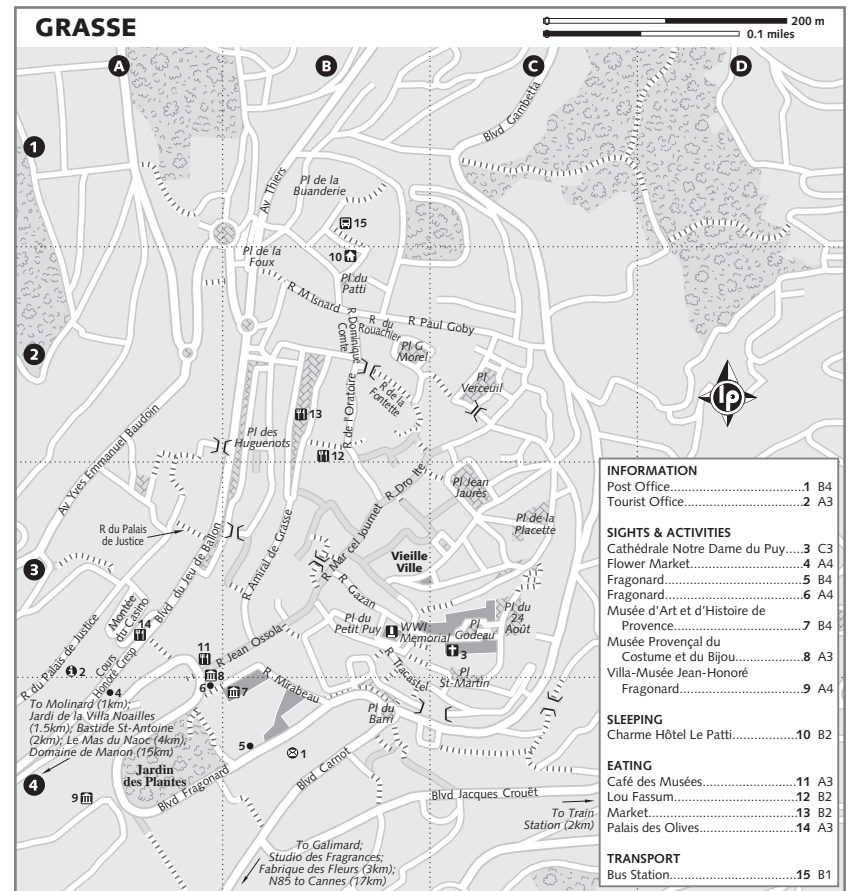 GRASSE
200 m
0.1 miles
0
0
A
B
C
D
1
2
3
4
Blvd Gambetta
Av Thiers
Pl de la
Buanderie
15
Pl de la
Foux
10
Pl du
Patti
R M Isnard
R Dominique
Comte
R du
Rouachier
R Paul Goby
Pl G
Morel
R de la
Fontette
Pl
Verceuil
lp
R de l'Oratoire
13
Pl des
Huguenots
12
Av Yves Emmanuel Baudoin
R Droite
Pl Jean
Jaurès
Pl de la
Placette
R du Palais
de Justice
R Marcel Journet
R Amiral de Grasse
Vieille
Ville
Blvd du Jeu de Ballon
R Gazan
Montée
du Casino
14
Pl du
Petit Puy
WWI
Memorial
Pl
Godeau
Pl du
24
Août
3
R du Palais de Justice
Cours
Honoré Cresp
11
R Jean Ossola
R Tracastel
Pl
St-Martin
2
8
6
7
R Mirabeau
4
Pl du
Barri
To Molinard (1km);
Jardi de la Villa Noailles
(1.5km); Bastide St-Antoine
(2km); Le Mas du Naoc (4km);
Domaine de Manon (15km)
5
1
Blvd Carnot
Jardin
des Plantes
9
Blvd Fragonard
Blvd Jacques Crouët
To Train
Station (2km)
To Galimard;
Studio des Fragrances;
Fabrique des Fleurs (3km);
N85 to Cannes (17km)
INFORMATION
Post Office 1 B4
Tourist Office 2 A3
SIGHTS & ACTIVITIES
Cathédrale Notre Dame du Puy 3 C3
Flower Market 4 A4
Fragonard 5 B4
Fragonard 6 A4
Musée d'Art et d'Histoire de
Provence 7 B4
Musée Provençal du
Costume et du Bijou 8 A3
Villa-Musée Jean-Honoré
Fragonard 9 A4
SLEEPING
Charme Hôtel Le Patti 10 B2
EATING
Café des Musées 11 A3
Lou Fassum 12 B2
Market 13 B2
Palais des Olives 14 A3
TRANSPORT
Bus Station 15 B1